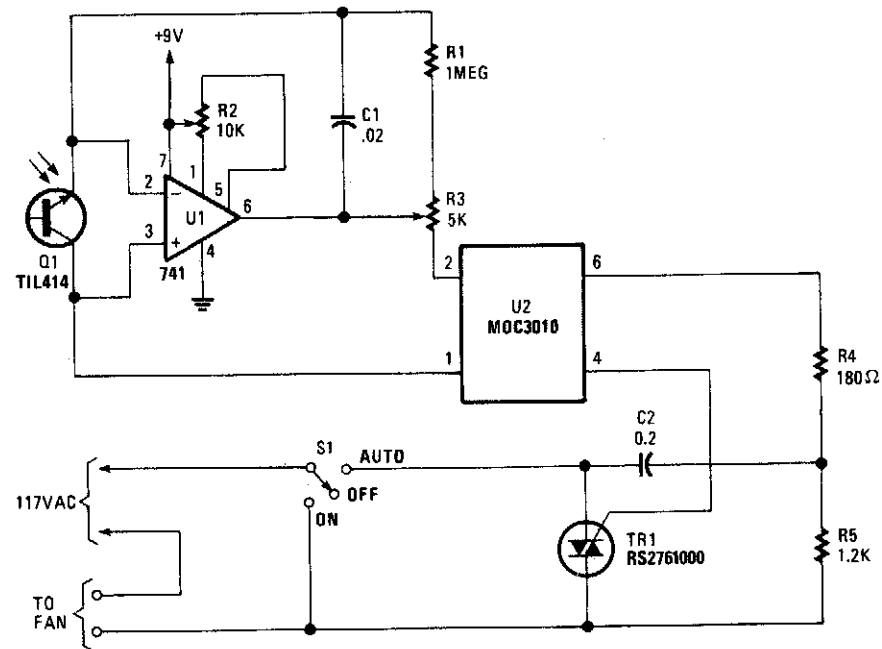 +9V
R1
1MEG
R2
10K
C1
.02
7
1
5
2
−
6
U1
R3
5K
3
+
4
Q1
TIL414
741
2
6
U2
MOC3010
1
4
R4
180Ω
C2
0.2
S1
AUTO
117VAC
OFF
ON
TR1
RS2761000
R5
1.2K
TO
FAN